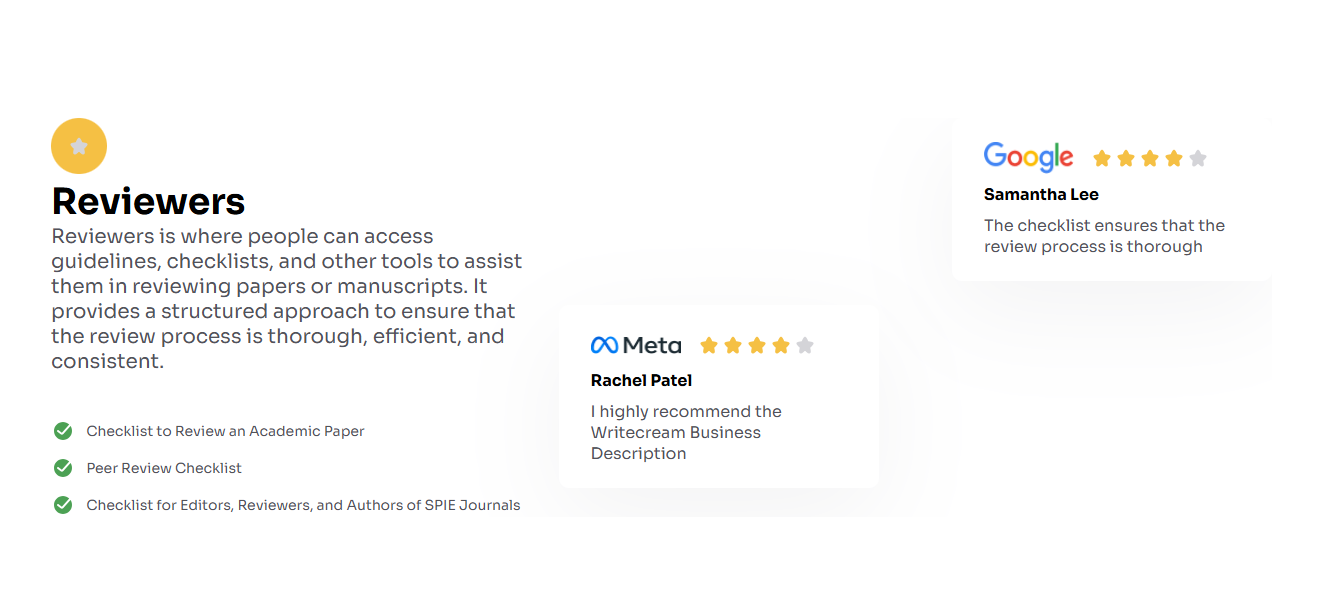 Reviewers
Reviewers is where people can access
guidelines, checklists, and other tools to assist
them in reviewing papers or manuscripts. It
provides a structured approach to ensure that
the review process is thorough, efficient, and
consistent.
Checklist to Review an Academic Paper
Peer Review Checklist
Checklist for Editors, Reviewers, and Authors of SPIE Journals
Meta
Rachel Patel
I highly recommend the
Writecream Business
Description
Google
Samantha Lee
The checklist ensures that the
review process is thorough